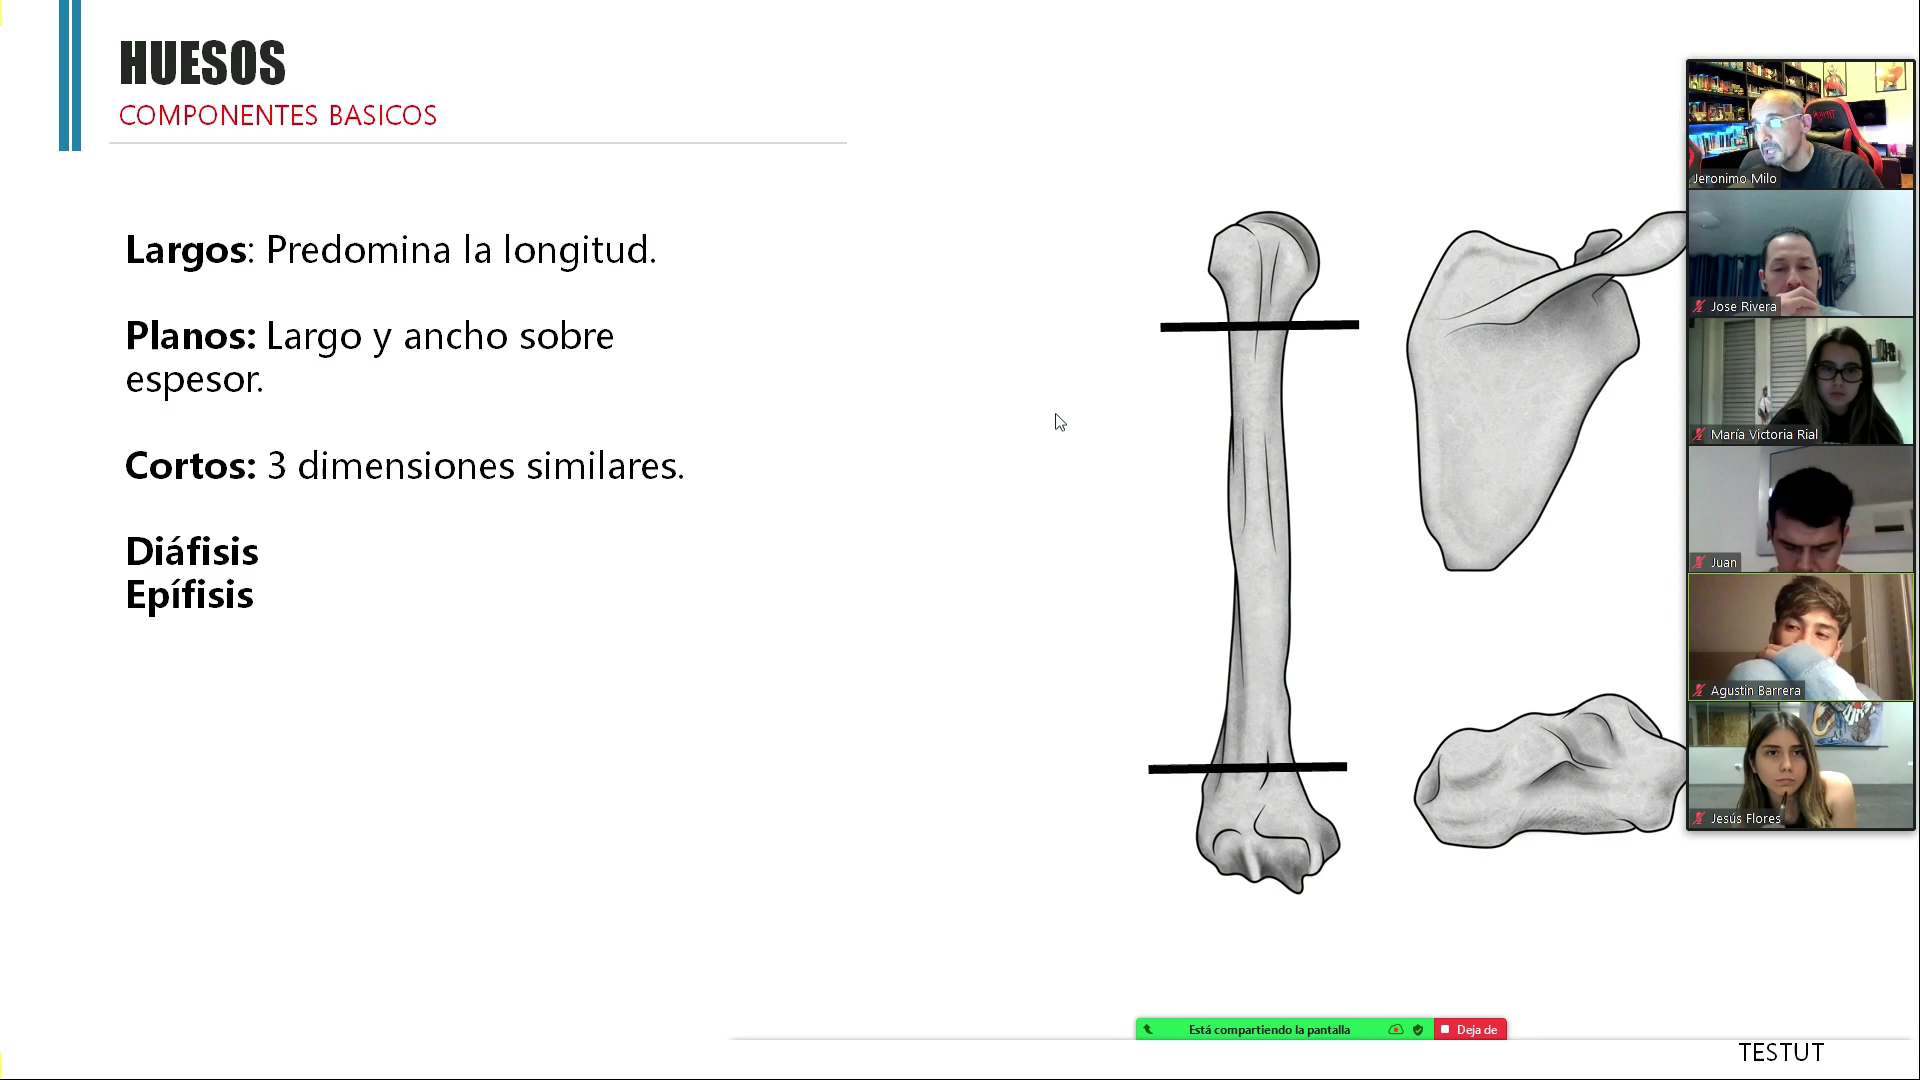 HUESOS
COMPONENTES BASICOS
Largos: Predomina la longitud.
Planos: Largo y ancho sobre
espesor.
Cortos: 3 dimensiones similares.
Diáfisis
Epífisis
Jeronimo Milo
Jose Rivera
María Victoria Rial
Juan
Agustin Barrera
Jesús Flores
Está compartiendo la pantalla
Deja de
TESTUT